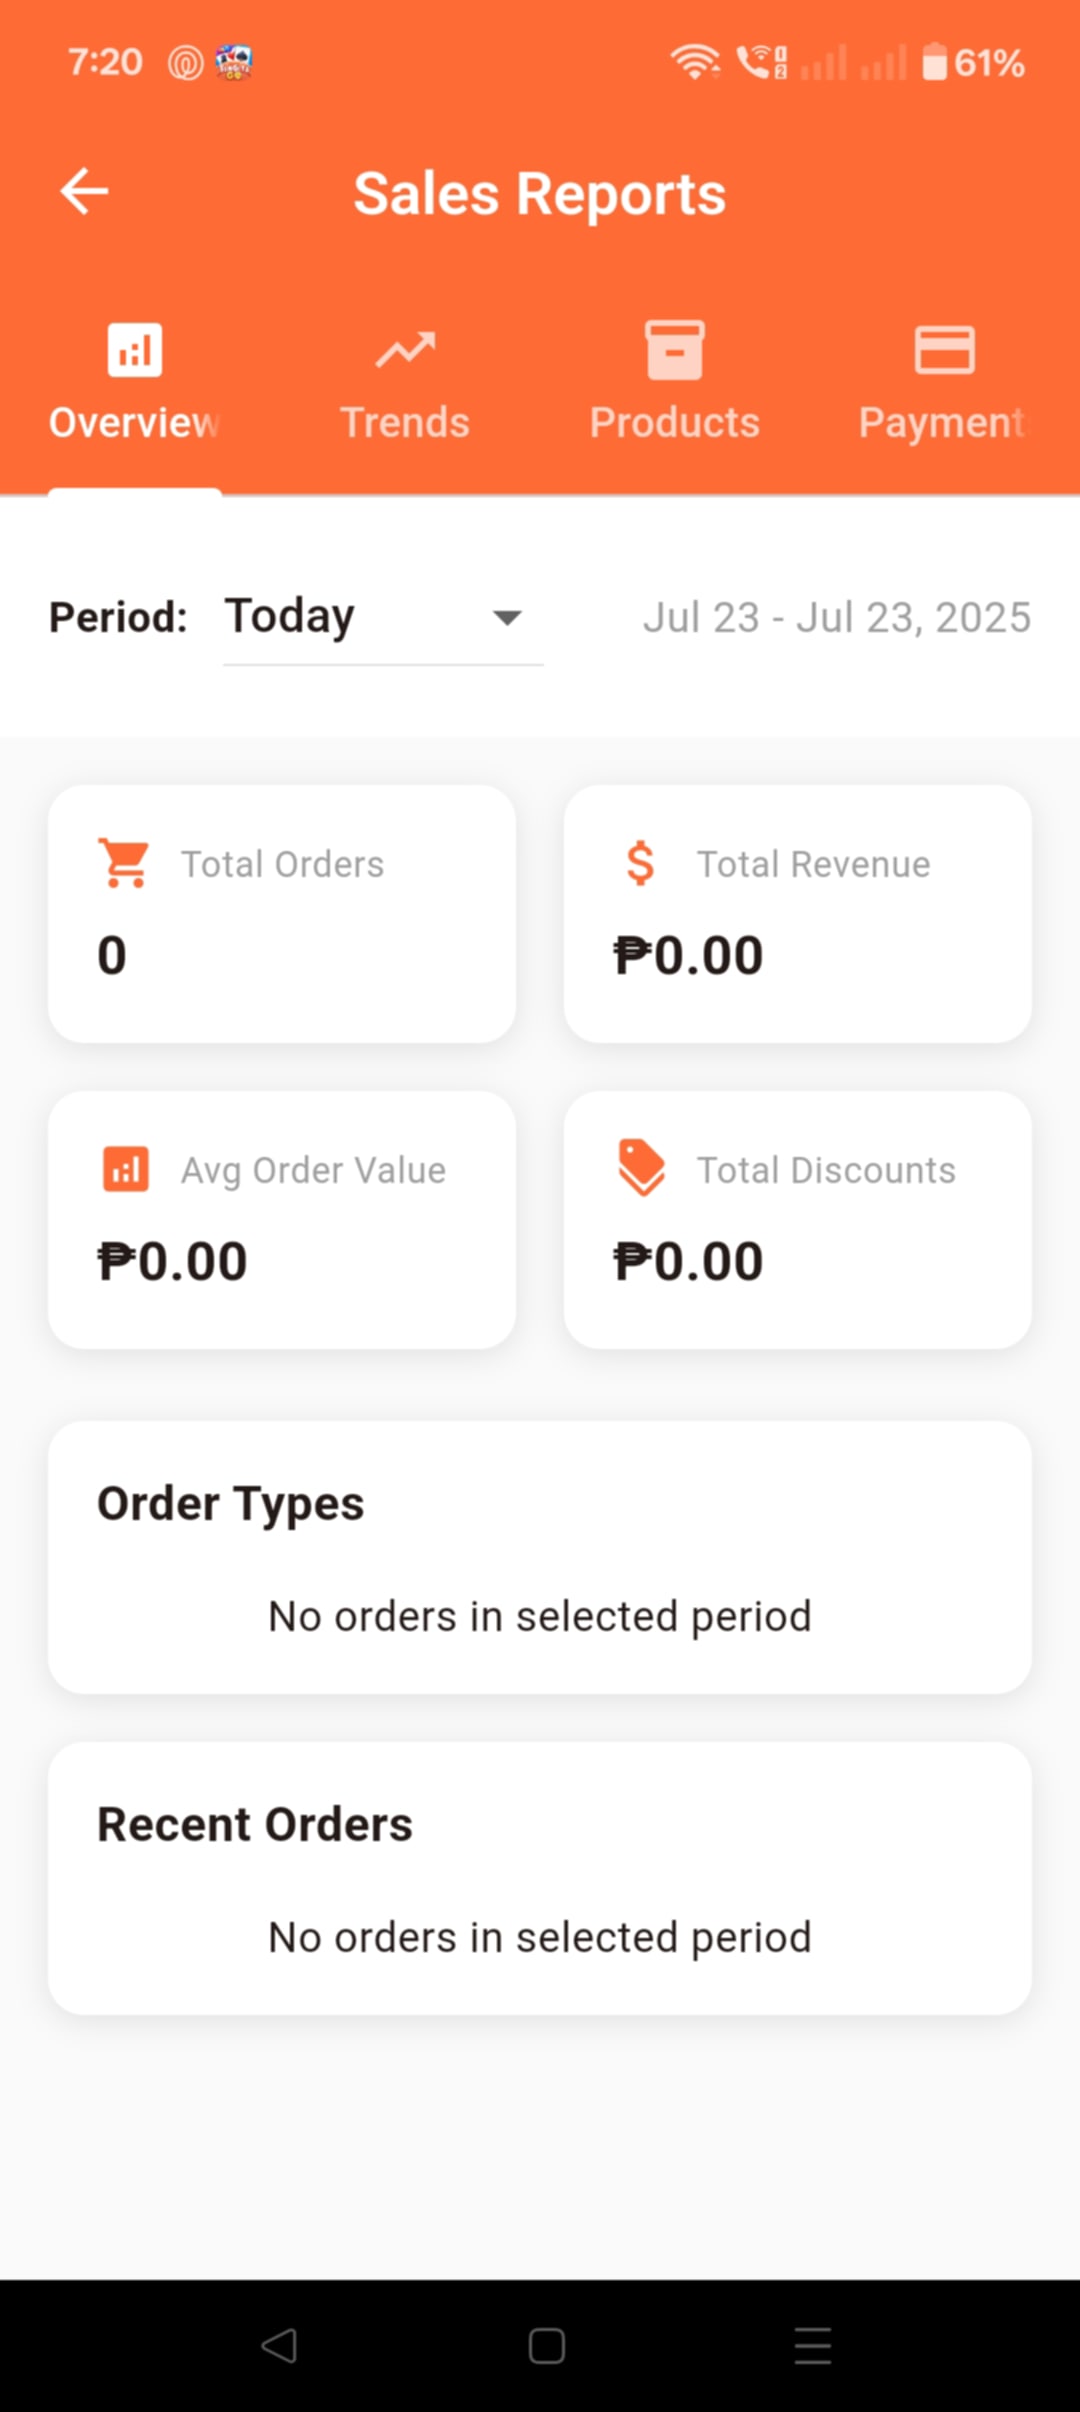 7:20 61%
Sales Reports
Overview Trends Products Payment
Period: Today Jul 23 - Jul 23, 2025
Total Orders
0
Total Revenue
₱0.00
Avg Order Value
₱0.00
Total Discounts
₱0.00
Order Types
No orders in selected period
Recent Orders
No orders in selected period